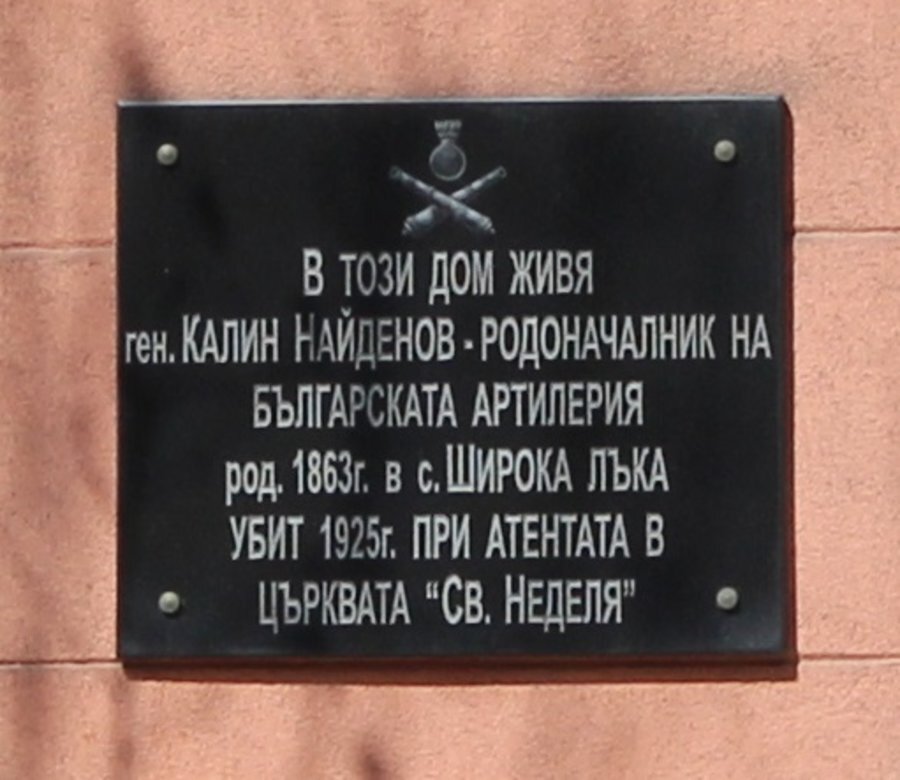 В ТОЗИ ДОМ ЖИВЯ
ген. КАЛИН НАЙДЕНОВ - РОДОНАЧАЛНИК НА
БЪЛГАРСКАТА АРТИЛЕРИЯ
род. 1863г. в с. ШИРОКА ЛЪКА
УБИТ 1925г. ПРИ АТЕНТАТА В
ЦЪРКВАТА “СВ. НЕДЕЛЯ”